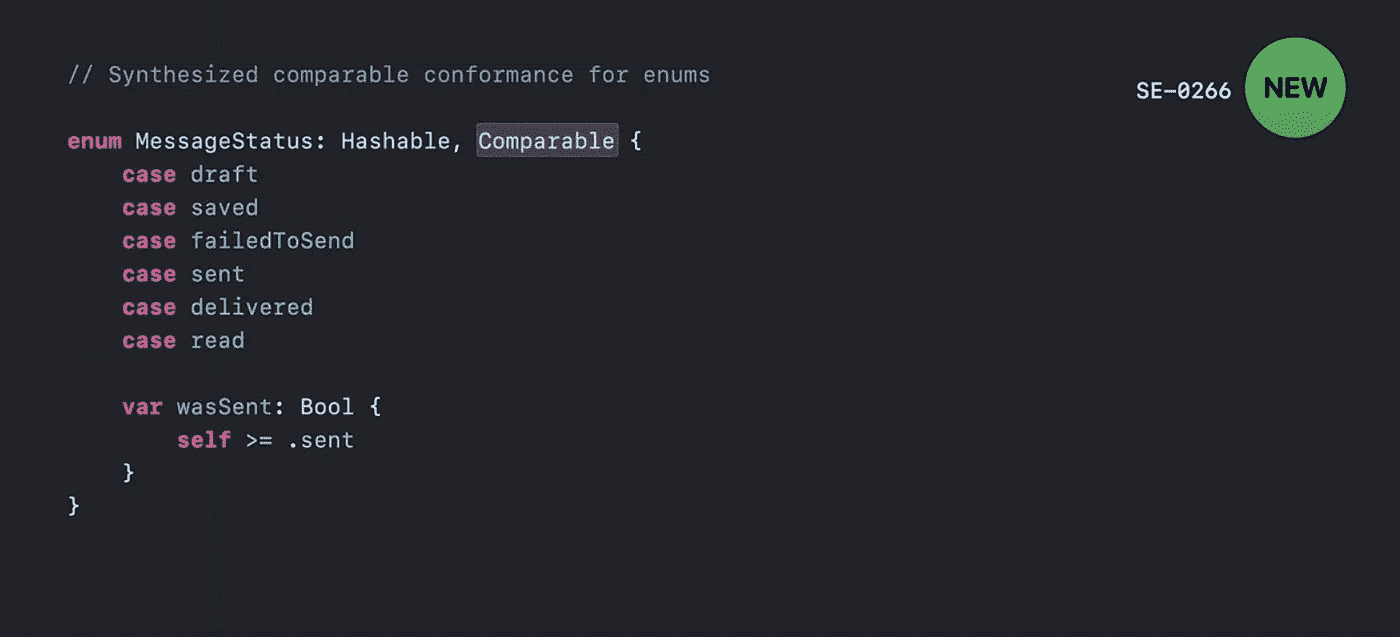 // Synthesized comparable conformance for enums
SE-0266
NEW
enum MessageStatus: Hashable, Comparable {
    case draft
    case saved
    case failedToSend
    case sent
    case delivered
    case read

    var wasSent: Bool {
        self >= .sent
    }
}